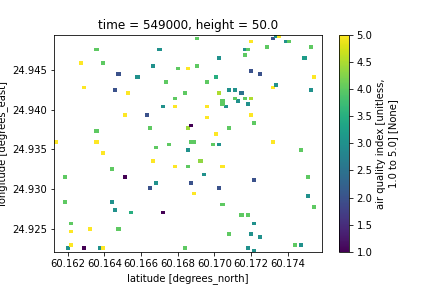 time = 549000, height = 50.0
longitude [degrees_east]
24.945
24.940
24.935
24.930
24.925
60.162 60.164 60.166 60.168 60.170 60.172 60.174
latitude [degrees_north]
5.0
4.5
4.0
3.5
3.0
2.5
2.0
1.5
1.0
air quality index [unitless,
1.0 to 5.0] [None]